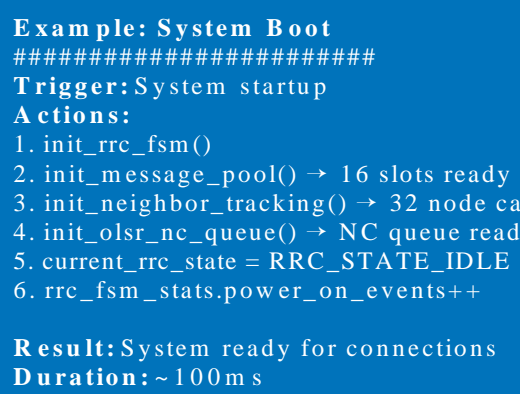 Example: System Boot
########################
Trigger: System startup
Actions:
1. init_rrc_fsm()
2. init_message_pool() → 16 slots ready
3. init_neighbor_tracking() → 32 node ca
4. init_olsr_nc_queue() → NC queue read
5. current_rrc_state = RRC_STATE_IDLE
6. rrc_fsm_stats.power_on_events++
Result: System ready for connections
Duration: ~100ms